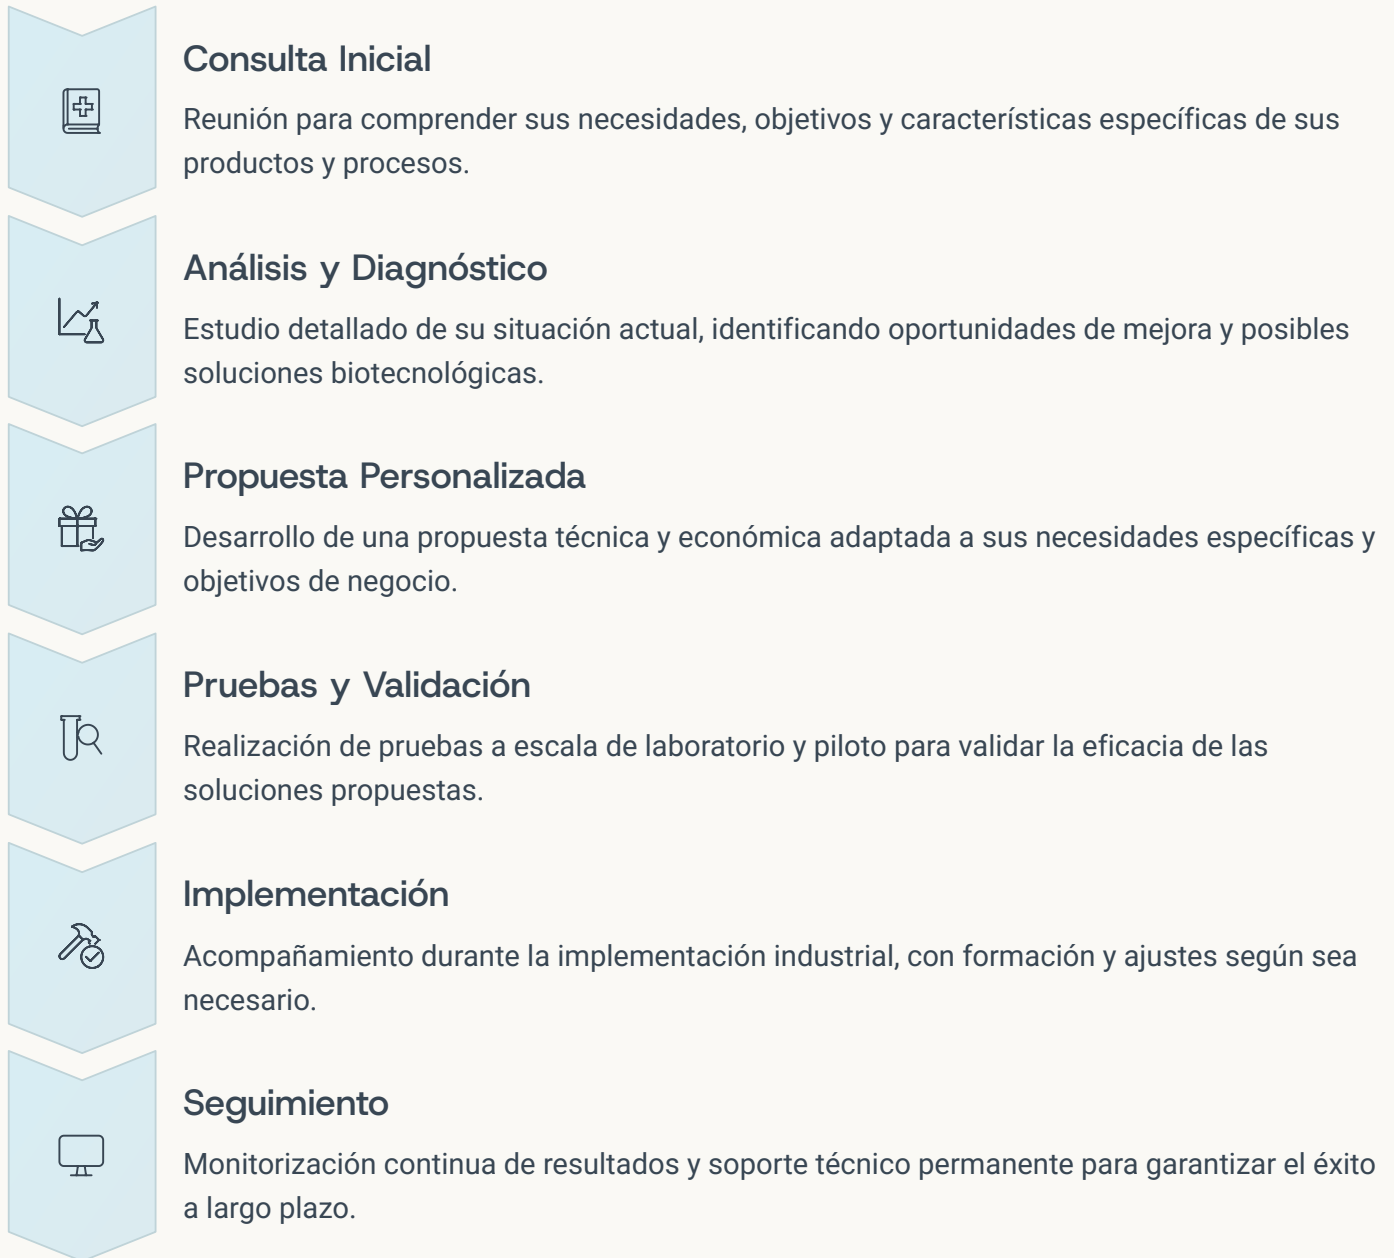 Consulta Inicial
Reunión para comprender sus necesidades, objetivos y características específicas de sus
productos y procesos.
Análisis y Diagnóstico
Estudio detallado de su situación actual, identificando oportunidades de mejora y posibles
soluciones biotecnológicas.
Propuesta Personalizada
Desarrollo de una propuesta técnica y económica adaptada a sus necesidades específicas y
objetivos de negocio.
Pruebas y Validación
Realización de pruebas a escala de laboratorio y piloto para validar la eficacia de las
soluciones propuestas.
Implementación
Acompañamiento durante la implementación industrial, con formación y ajustes según sea
necesario.
Seguimiento
Monitorización continua de resultados y soporte técnico permanente para garantizar el éxito
a largo plazo.